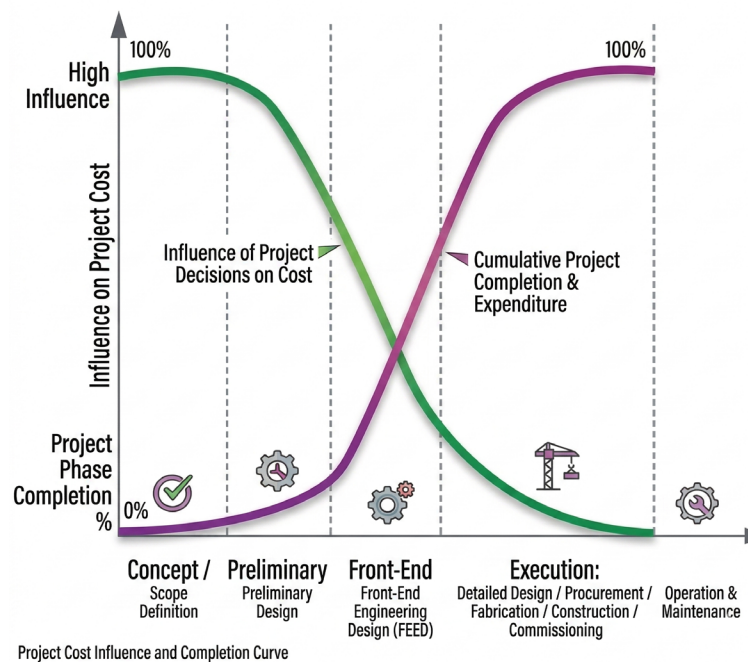 100%
100%
High
Influence
Influence on Project Cost
Influence of Project
Decisions on Cost
Cumulative Project
Completion &
Expenditure
Project
Phase
Completion
%
0%
Concept /
Scope
Definition
Preliminary
Preliminary
Design
Front-End
Front-End
Engineering
Design (FEED)
Execution:
Detailed Design / Procurement /
Fabrication / Construction /
Commissioning
Operation &
Maintenance
Project Cost Influence and Completion Curve